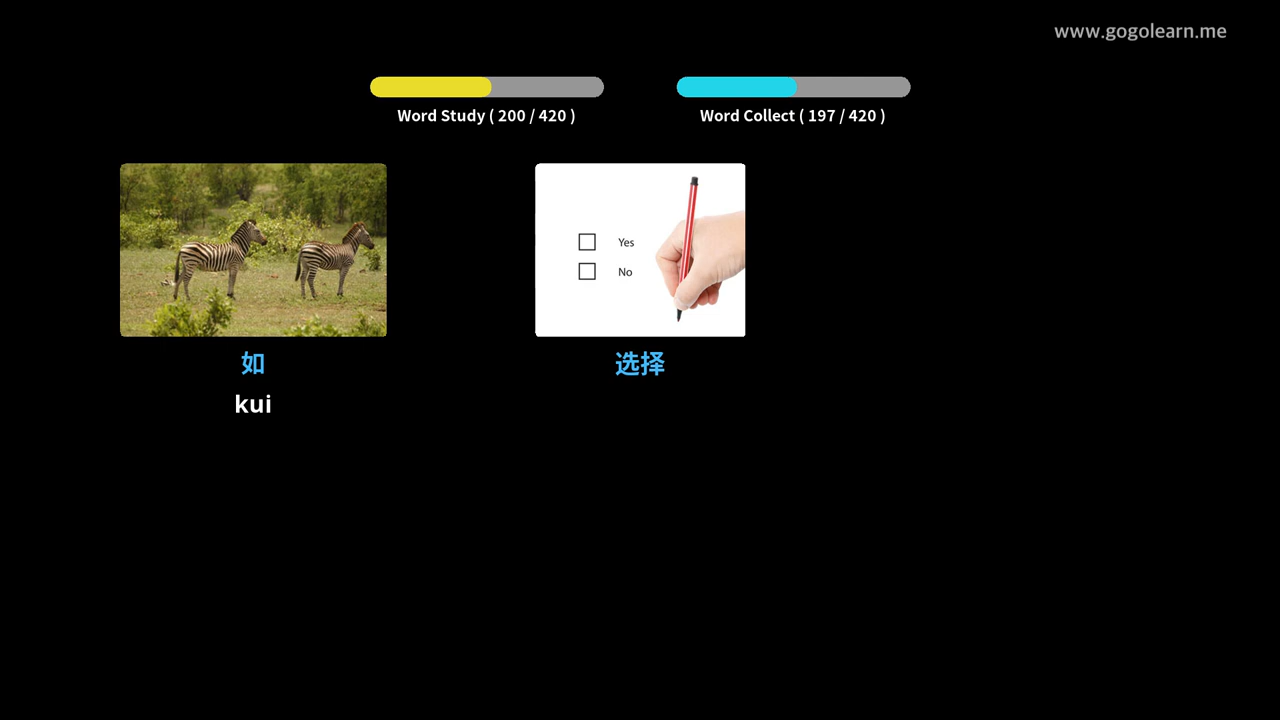 www.gogolearn.me
Word Study ( 200 / 420 )
Word Collect ( 197 / 420 )
Yes
No
如
选择
kui